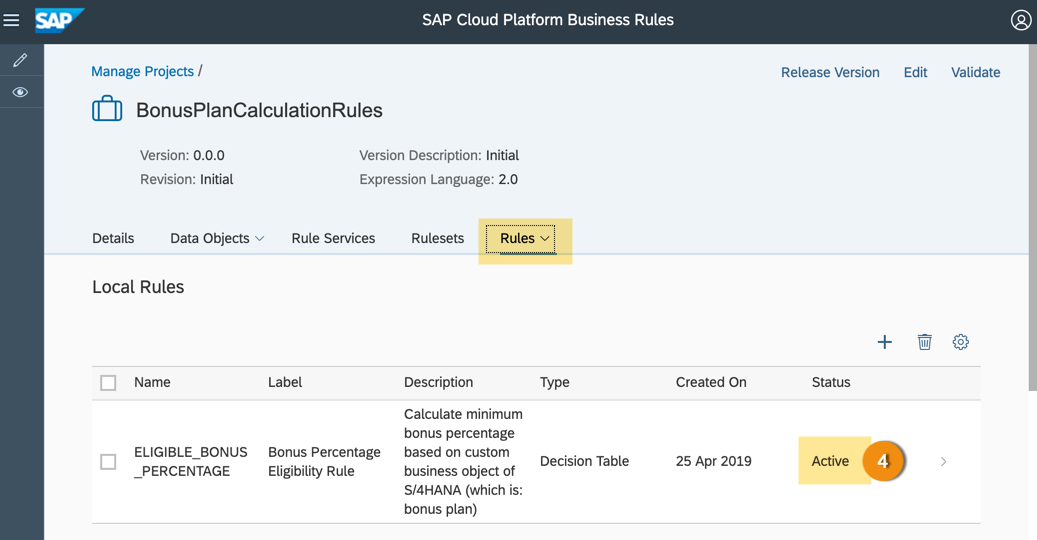 SAP
SAP Cloud Platform Business Rules
Manage Projects /
Release Version
Edit
Validate
BonusPlanCalculationRules
Version: 0.0.0
Version Description: Initial
Revision: Initial
Expression Language: 2.0
Details
Data Objects
Rule Services
Rulesets
Rules
Local Rules
Name
Label
Description
Type
Created On
Status
ELIGIBLE_BONUS
_PERCENTAGE
Bonus Percentage
Eligibility Rule
Calculate minimum
bonus percentage
based on custom
business object of
S/4HANA (which is:
bonus plan)
Decision Table
25 Apr 2019
Active
4